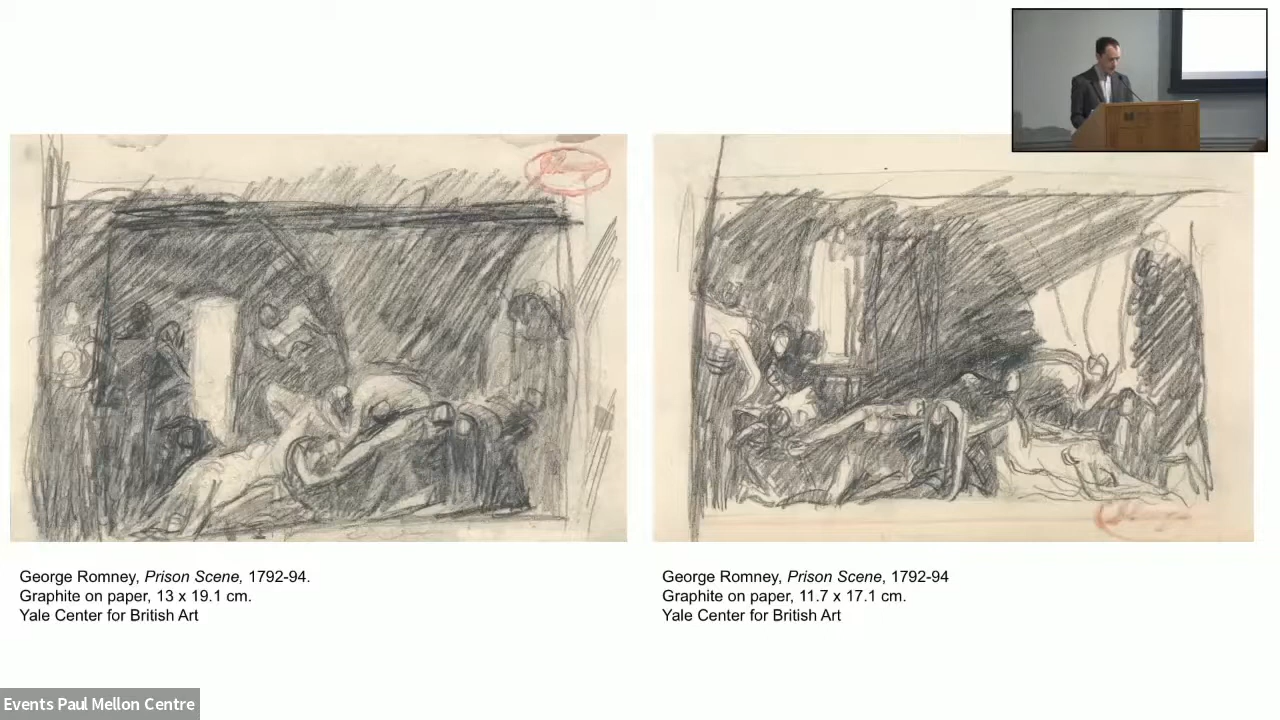 George Romney, Prison Scene, 1792-94.
Graphite on paper, 13 x 19.1 cm.
Yale Center for British Art
George Romney, Prison Scene, 1792-94
Graphite on paper, 11.7 x 17.1 cm.
Yale Center for British Art
Events Paul Mellon Centre